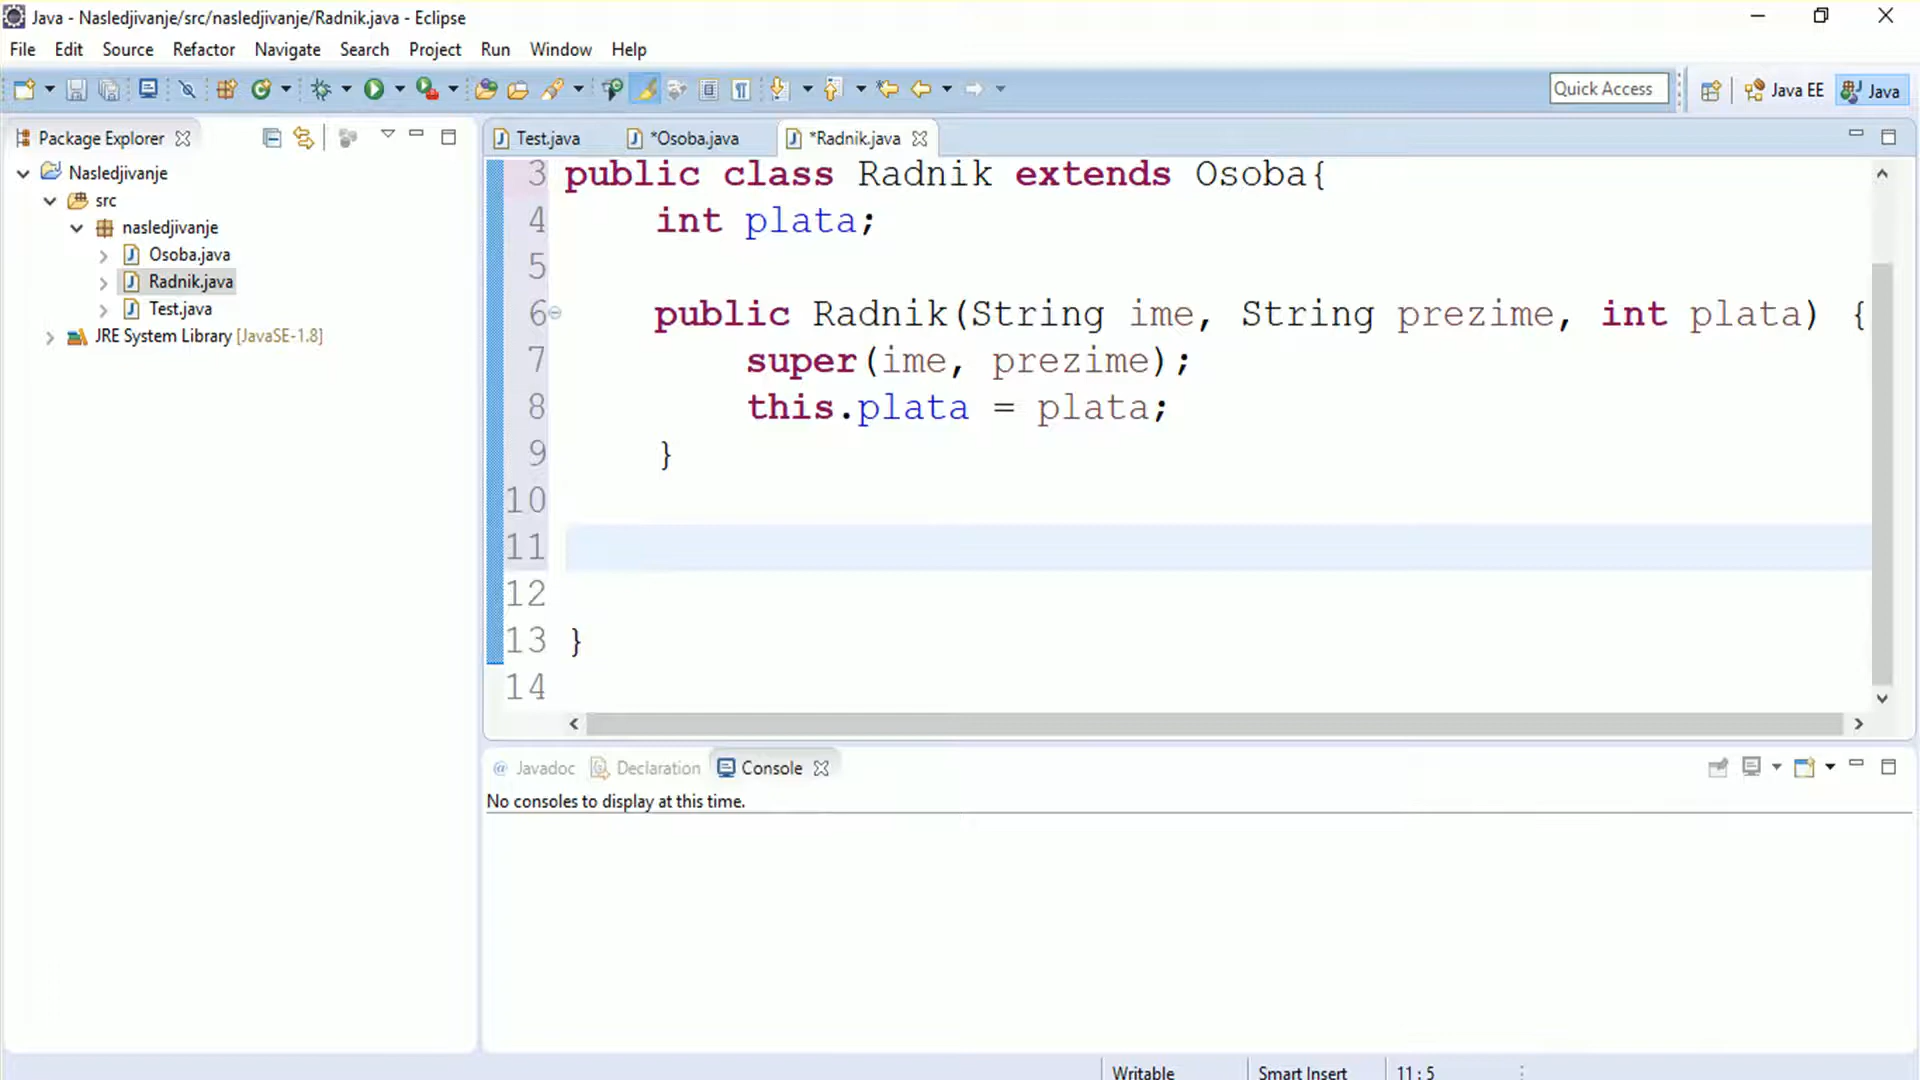 Java - Nasledjivanje/src/nasledjivanje/Radnik.java - Eclipse
File Edit Source Refactor Navigate Search Project Run Window Help
Quick Access Java EE Java
Package Explorer
Nasledjivanje
src
nasledjivanje
Osoba.java
Radnik.java
Test.java
JRE System Library [JavaSE-1.8]
Test.java *Osoba.java *Radnik.java
3 public class Radnik extends Osoba{
4 int plata;
5
6 public Radnik(String ime, String prezime, int plata) {
7 super(ime, prezime);
8 this.plata = plata;
9 }
10
11
12
13 }
14
@ Javadoc Declaration Console
No consoles to display at this time.
Writable Smart Insert 11 : 5